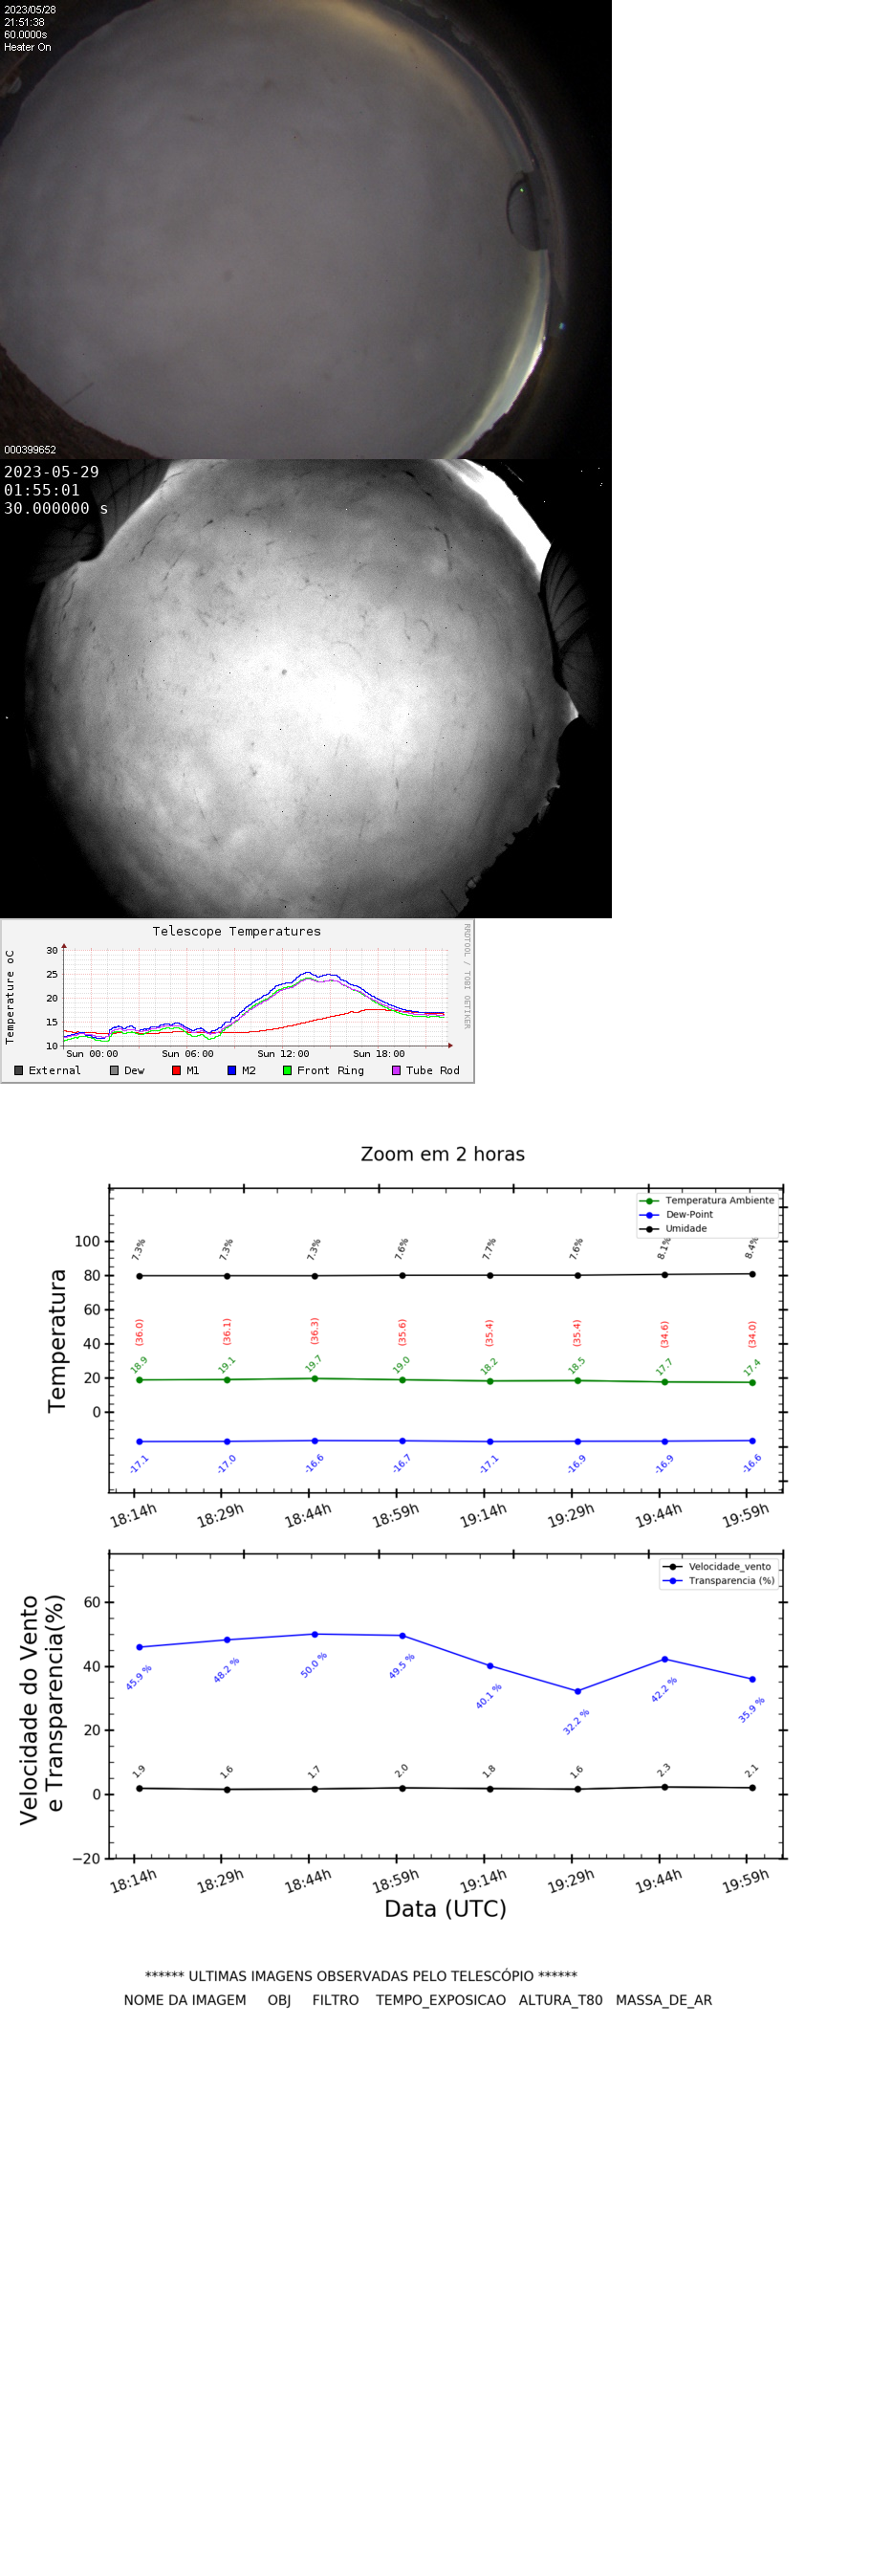 2023/05/28
21:51:38
60.0000s
Heater On
000399652
2023-05-29
01:55:01
30.000000 s
Telescope Temperatures
RRDTOOL / TOBI OETIKER
Temperature oC
30
25
20
15
10
Sun 00:00 Sun 06:00 Sun 12:00 Sun 18:00
External Dew M1 M2 Front Ring Tube Rod
Zoom em 2 horas
Temperatura Ambiente
Dew-Point
Umidade
Temperatura
100
80
60
40
20
0
7.3% 7.3% 7.3% 7.6% 7.7% 7.6% 8.1% 8.4%
(36.0) (36.1) (36.3) (35.6) (35.4) (35.4) (34.6) (34.0)
18.9 19.1 19.7 19.0 18.2 18.5 17.7 17.4
-17.1 -17.0 -16.6 -16.7 -17.1 -16.9 -16.9 -16.6
18:14h 18:29h 18:44h 18:59h 19:14h 19:29h 19:44h 19:59h
Velocidade_vento
Transparencia (%)
Velocidade do Vento
e Transparencia(%)
60
40
20
0
−20
45.9 % 48.2 % 50.0 % 49.5 % 40.1 % 32.2 % 42.2 % 35.9 %
1.9 1.6 1.7 2.0 1.8 1.6 2.3 2.1
18:14h 18:29h 18:44h 18:59h 19:14h 19:29h 19:44h 19:59h
Data (UTC)
****** ULTIMAS IMAGENS OBSERVADAS PELO TELESCÓPIO ******
NOME DA IMAGEM OBJ FILTRO TEMPO_EXPOSICAO ALTURA_T80 MASSA_DE_AR